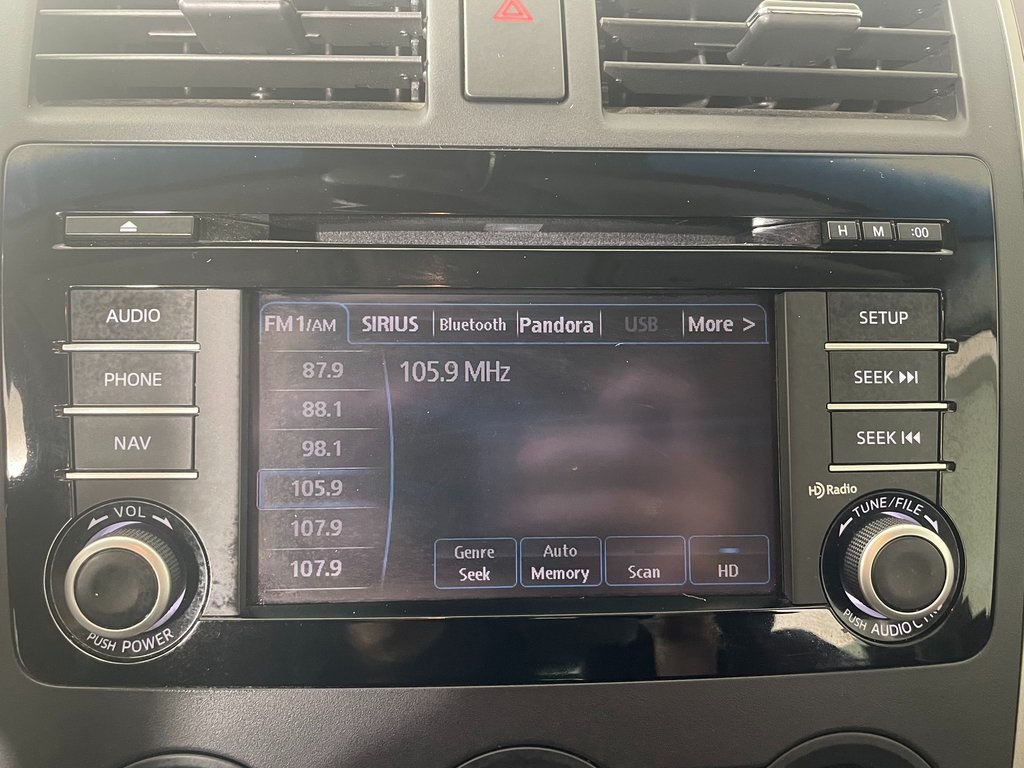 H M :00
AUDIO
PHONE
NAV
VOL
PUSH POWER
FM1/AM SIRIUS Bluetooth Pandora USB More >
87.9
88.1
98.1
105.9
107.9
107.9
105.9 MHz
Genre Seek
Auto Memory
Scan
HD
SETUP
SEEK
SEEK
HD Radio
TUNE/FILE
PUSH AUDIO